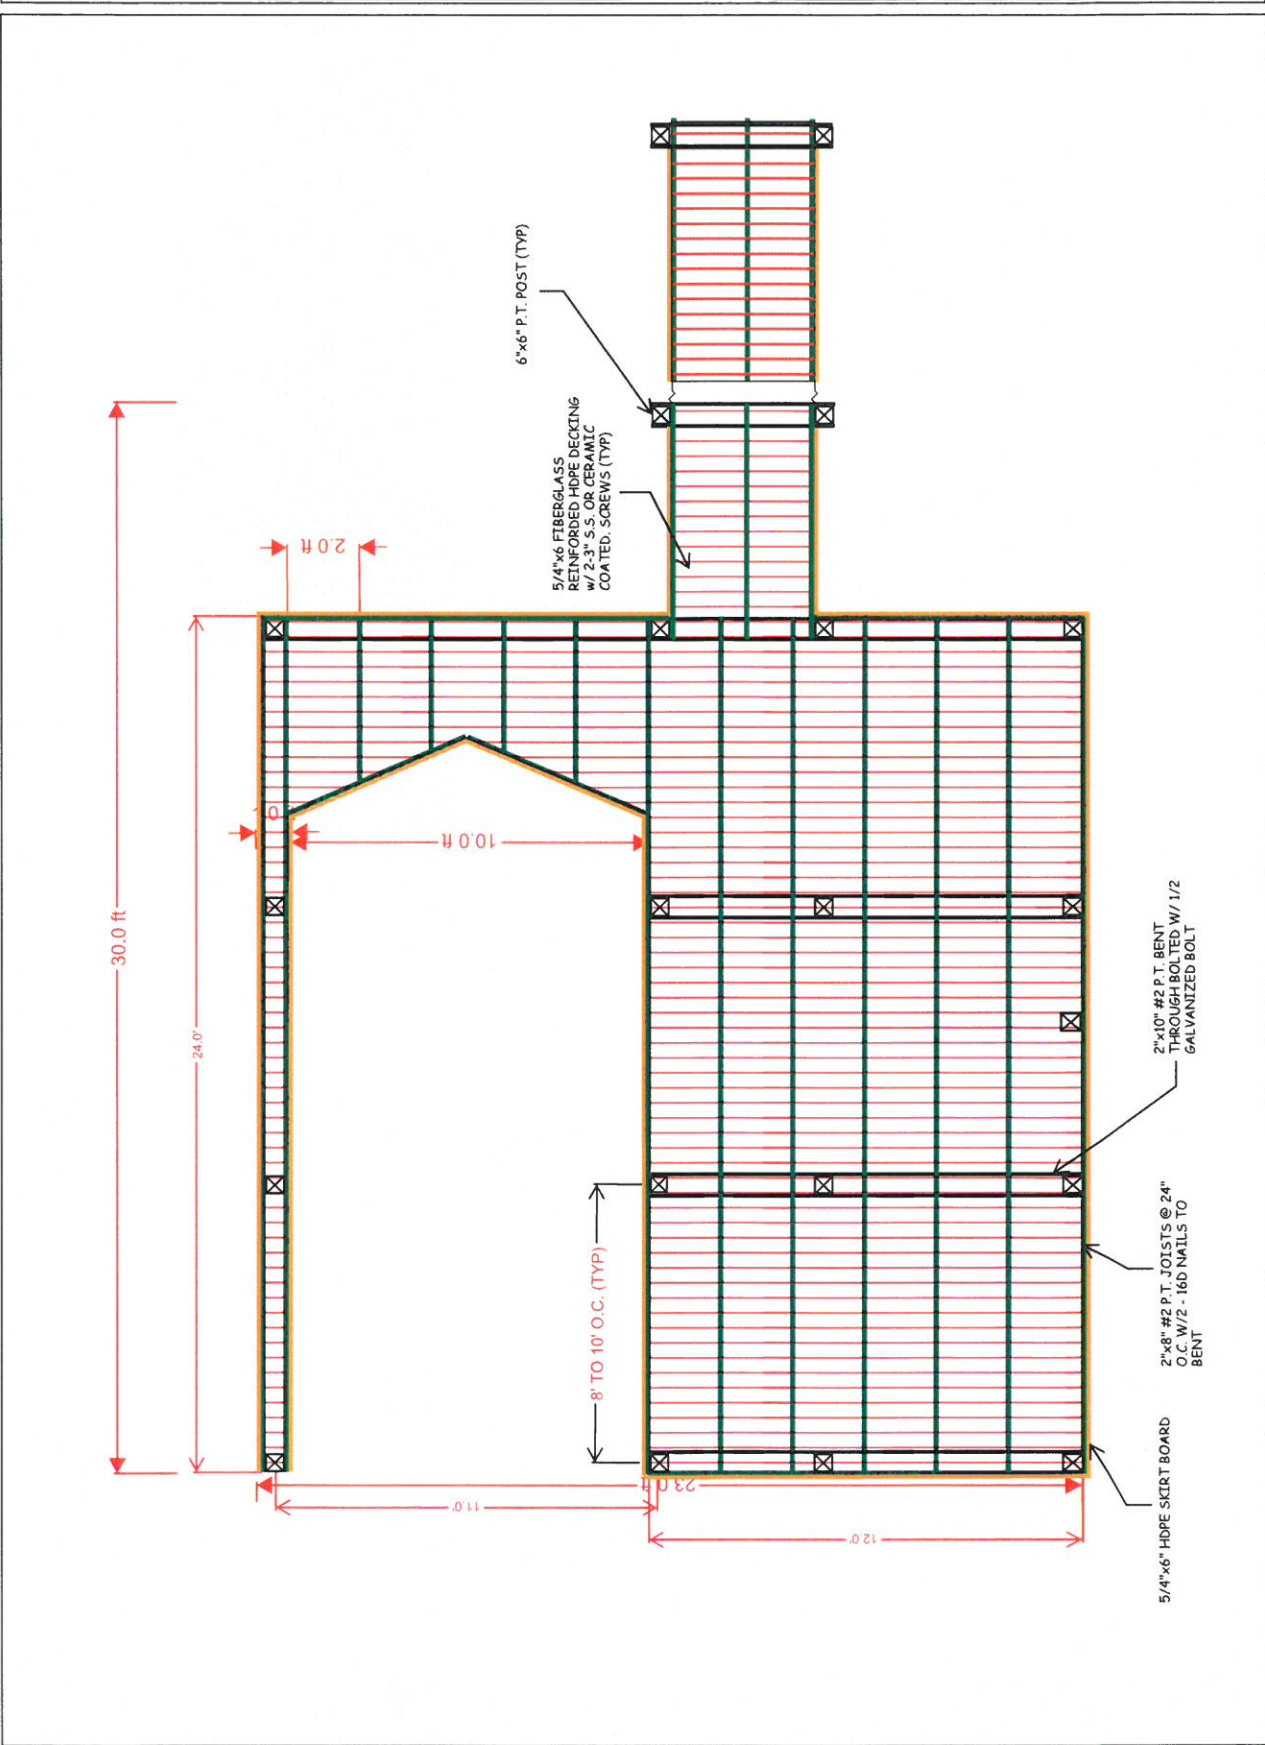 30.0 ft
24.0'
2.0 ft
10.0 ft
6"x6" P.T. POST (TYP)
5/4"x6 FIBERGLASS
REINFORDED HDPE DECKING
w/ 2-3" S.S. OR CERAMIC
COATED. SCREWS (TYP)
8' TO 10' O.C. (TYP)
23.0 ft
11.0'
12.0'
2"x10" #2 P.T. BENT
THROUGH BOLTED W/ 1/2
GALVANIZED BOLT
2"x8" #2 P.T. JOISTS @ 24"
O.C. W/2 - 16D NAILS TO
BENT
5/4"x6" HDPE SKIRT BOARD